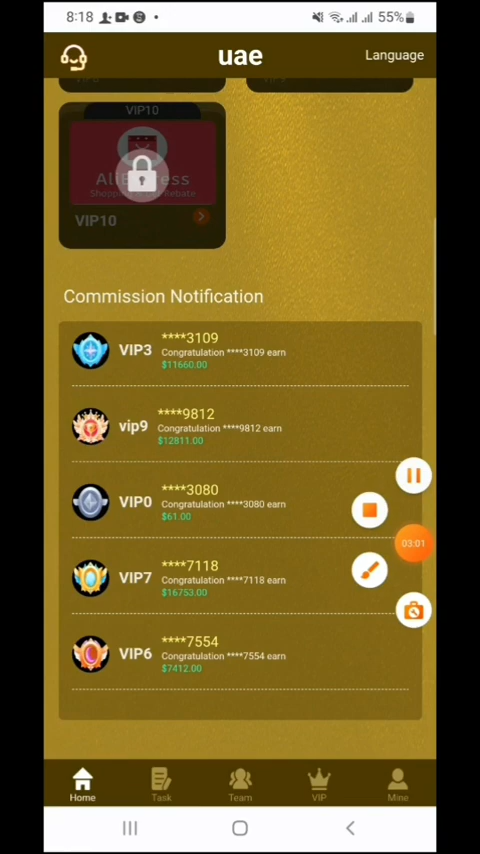 8:18
55%
uae
Language
VIP10
AliExpress
VIP10
Commission Notification
****3109
VIP3
Congratulation ****3109 earn
$11660.00
****9812
vip9
Congratulation ****9812 earn
$12811.00
****3080
VIP0
Congratulation ****3080 earn
$61.00
****7118
VIP7
Congratulation ****7118 earn
$16753.00
****7554
VIP6
Congratulation ****7554 earn
$7412.00
03:01
Home
Task
Team
VIP
Mine